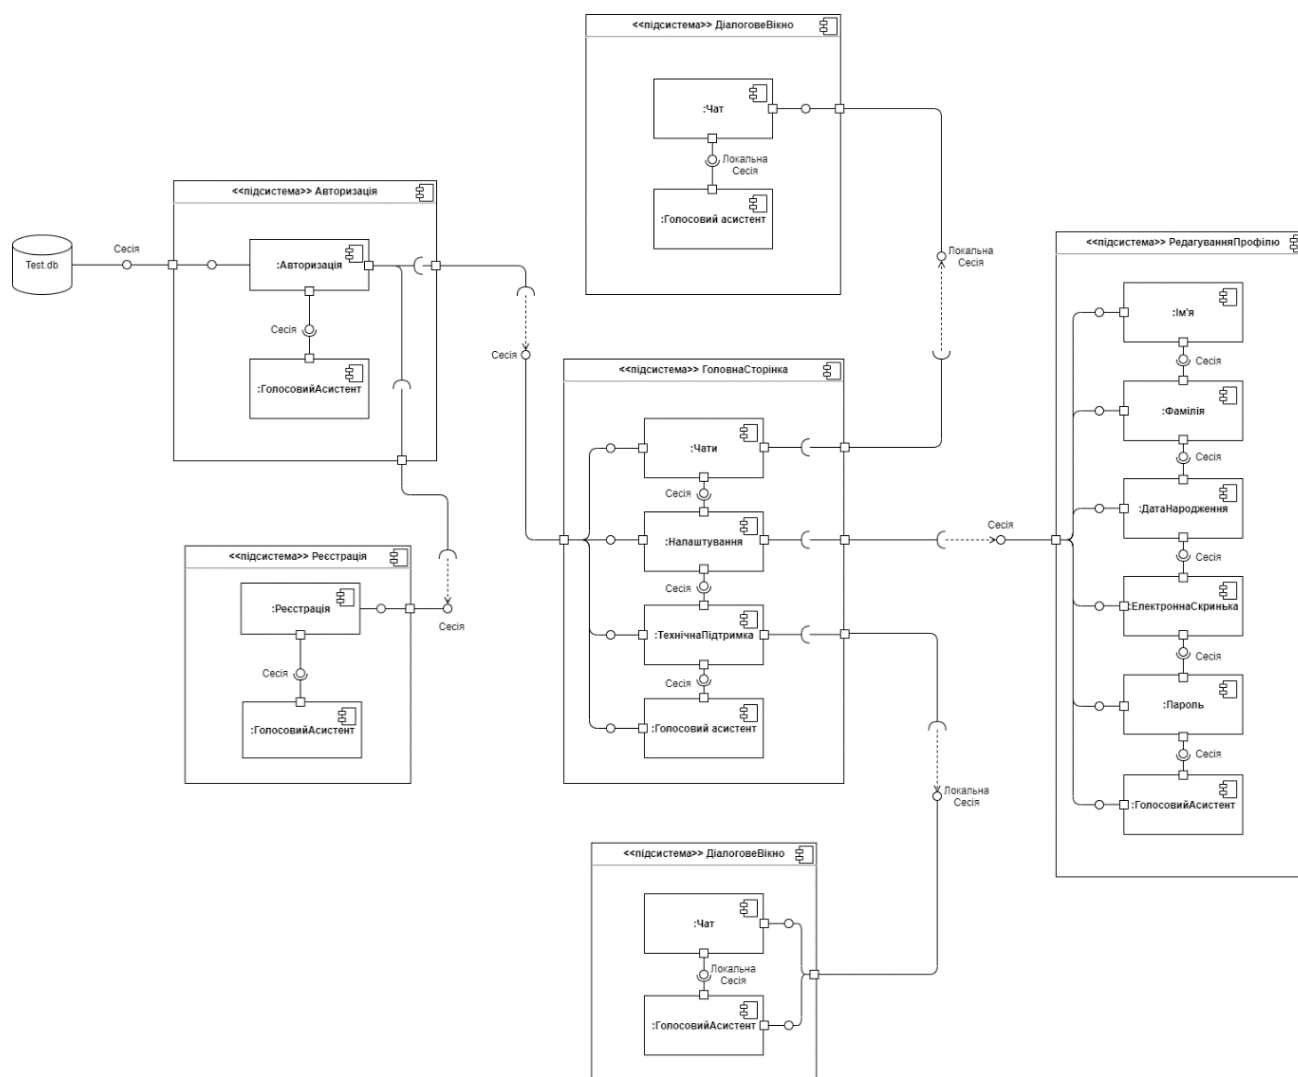 <<підсистема>> ДіалоговеВікно
:Чат
Локальна
Сесія
:Голосовий асистент
<<підсистема>> Авторизація
Test.db
Сесія
:Авторизація
Сесія
:ГолосовийАсистент
<<підсистема>> Реєстрація
:Реєстрація
Сесія
Сесія
:ГолосовийАсистент
Сесія
<<підсистема>> ГоловнаСторінка
:Чати
Сесія
:Налаштування
Сесія
:ТехнічнаПідтримка
Сесія
:Голосовий асистент
Локальна
Сесія
Сесія
Локальна
Сесія
<<підсистема>> РедагуванняПрофілю
:Ім'я
Сесія
:Фамілія
Сесія
:ДатаНародження
Сесія
:ЕлектроннаСкринька
Сесія
:Пароль
Сесія
:ГолосовийАсистент
<<підсистема>> ДіалоговеВікно
:Чат
Локальна
Сесія
:ГолосовийАсистент